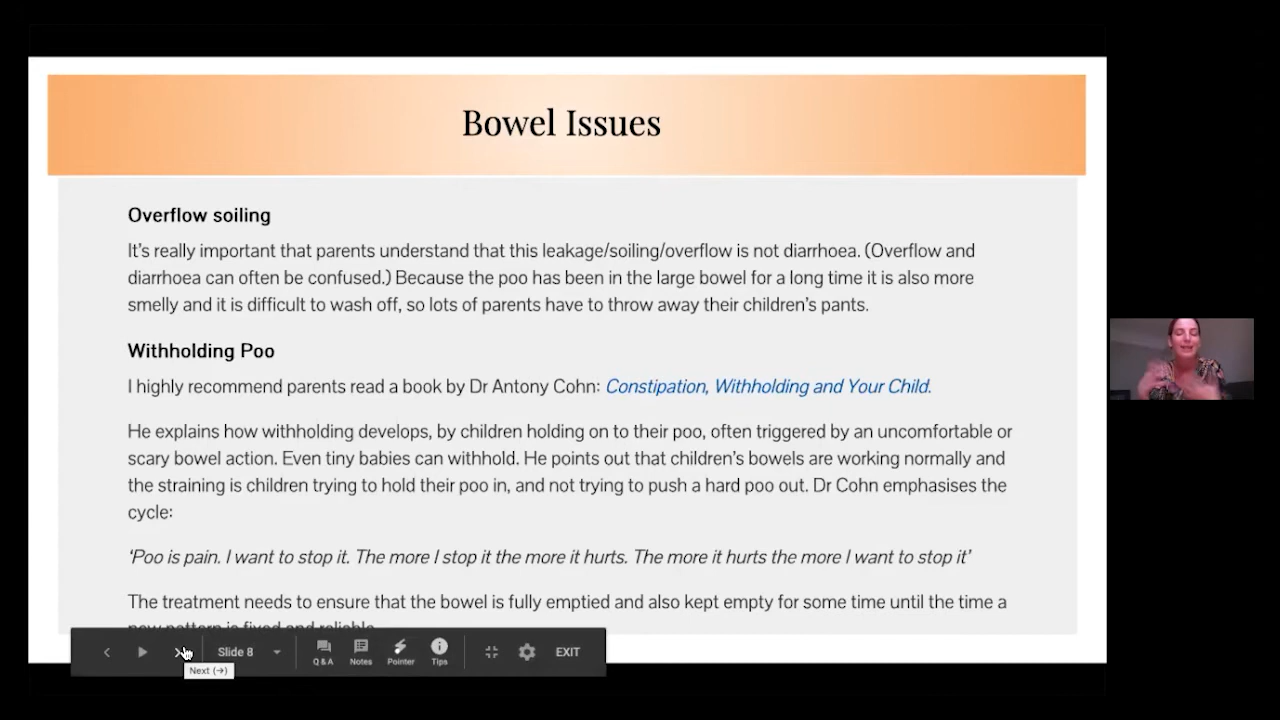 Bowel Issues
Overflow soiling
It's really important that parents understand that this leakage/soiling/overflow is not diarrhoea. (Overflow and
diarrhoea can often be confused.) Because the poo has been in the large bowel for a long time it is also more
smelly and it is difficult to wash off, so lots of parents have to throw away their children's pants.
Withholding Poo
I highly recommend parents read a book by Dr Antony Cohn: Constipation, Withholding and Your Child.
He explains how withholding develops, by children holding on to their poo, often triggered by an uncomfortable or
scary bowel action. Even tiny babies can withhold. He points out that children's bowels are working normally and
the straining is children trying to hold their poo in, and not trying to push a hard poo out. Dr Cohn emphasises the
cycle:
'Poo is pain. I want to stop it. The more I stop it the more it hurts. The more it hurts the more I want to stop it'
The treatment needs to ensure that the bowel is fully emptied and also kept empty for some time until the time a
new pattern is fixed and reliable
Slide 8
Q & A
Notes
Pointer
Tips
EXIT
Next (→)